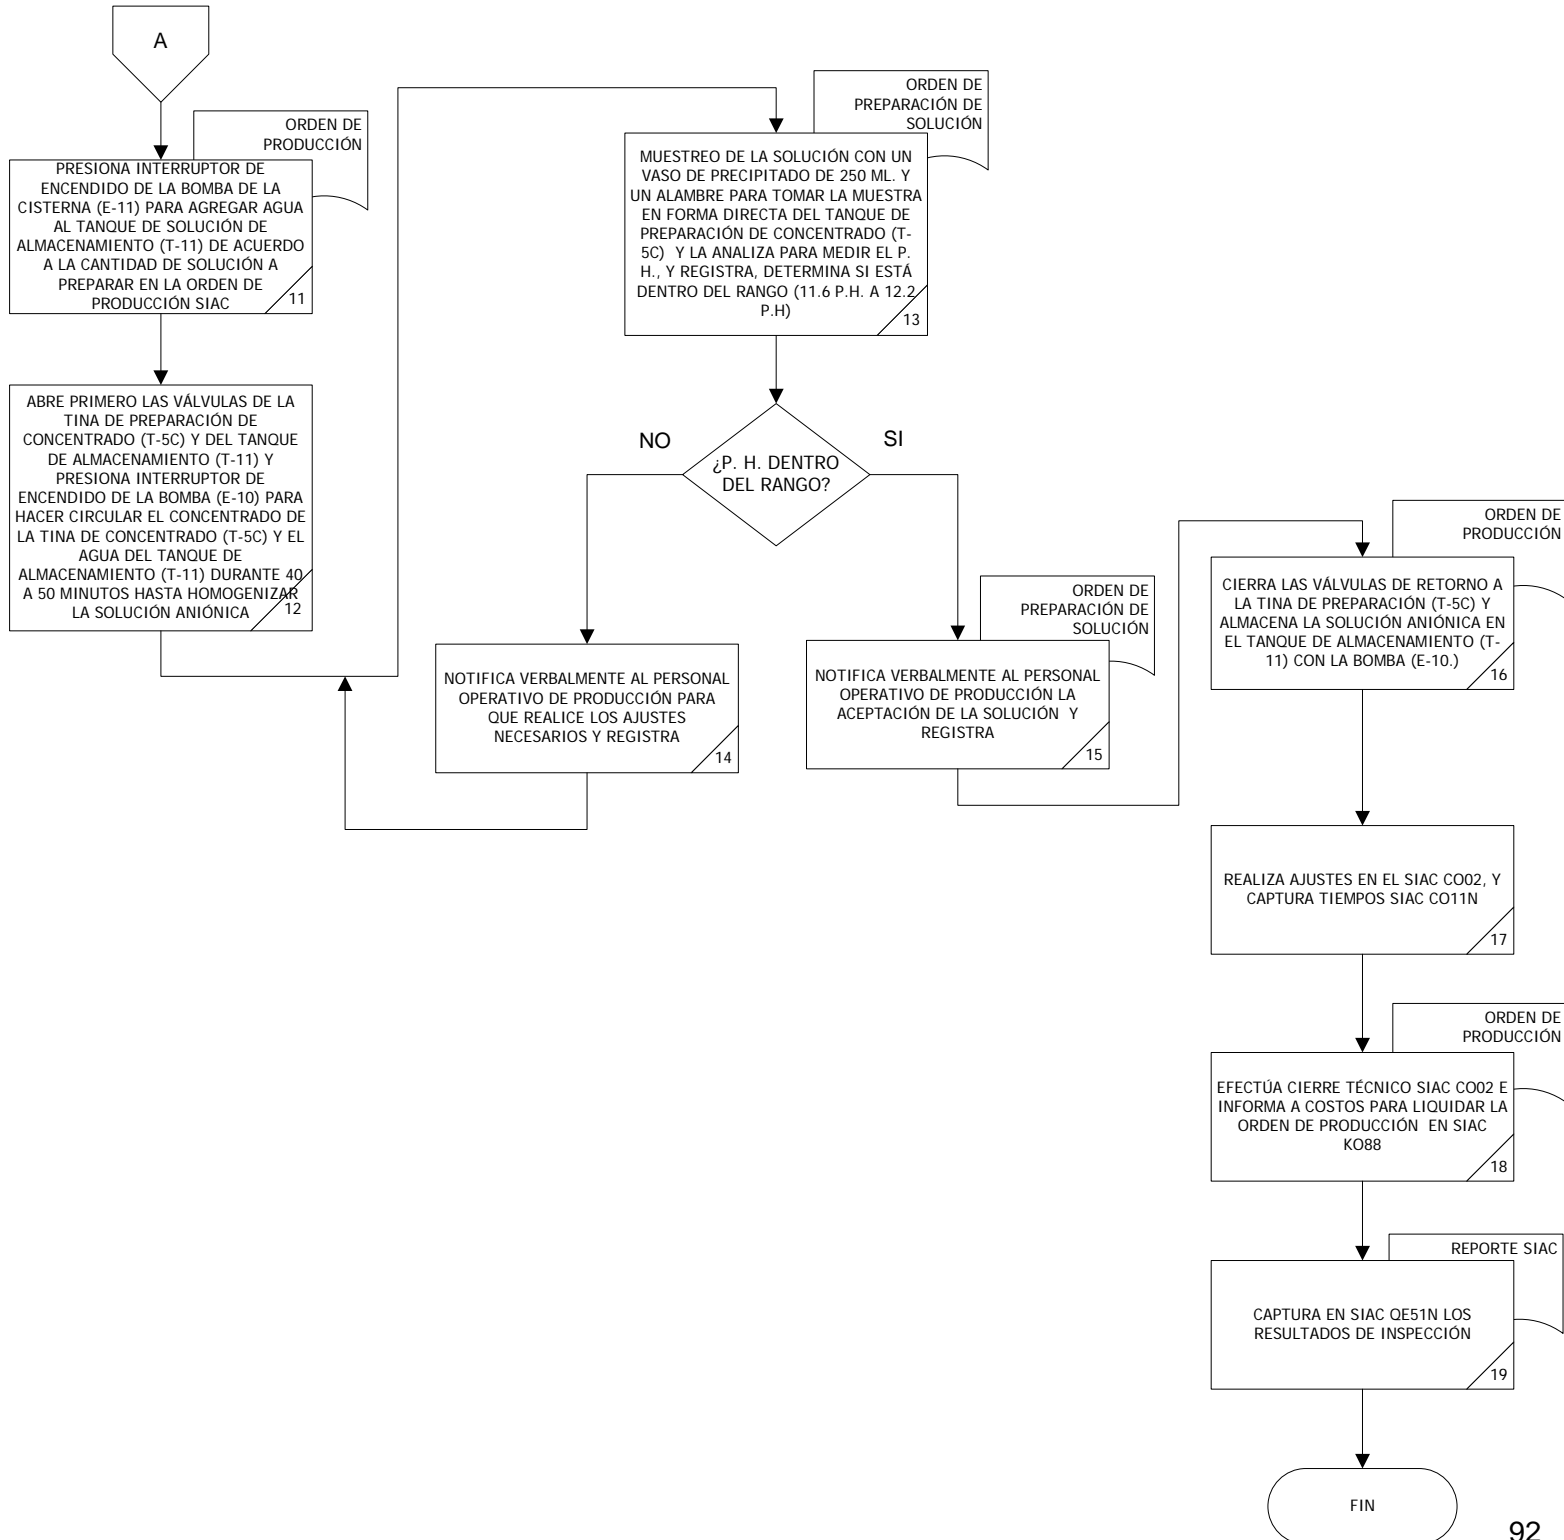 A
ORDEN DE
PRODUCCIÓN
PRESIONA INTERRUPTOR DE
ENCENDIDO DE LA BOMBA DE LA
CISTERNA (E-11) PARA AGREGAR AGUA
AL TANQUE DE SOLUCIÓN DE
ALMACENAMIENTO (T-11) DE ACUERDO
A LA CANTIDAD DE SOLUCIÓN A
PREPARAR EN LA ORDEN DE
PRODUCCIÓN SIAC
11
ABRE PRIMERO LAS VÁLVULAS DE LA
TINA DE PREPARACIÓN DE
CONCENTRADO (T-5C) Y DEL TANQUE
DE ALMACENAMIENTO (T-11) Y
PRESIONA INTERRUPTOR DE
ENCENDIDO DE LA BOMBA (E-10) PARA
HACER CIRCULAR EL CONCENTRADO DE
LA TINA DE CONCENTRADO (T-5C) Y EL
AGUA DEL TANQUE DE
ALMACENAMIENTO (T-11) DURANTE 40
A 50 MINUTOS HASTA HOMOGENIZAR
LA SOLUCIÓN ANIÓNICA
12
ORDEN DE
PREPARACIÓN DE
SOLUCIÓN
MUESTREO DE LA SOLUCIÓN CON UN
VASO DE PRECIPITADO DE 250 ML. Y
UN ALAMBRE PARA TOMAR LA MUESTRA
EN FORMA DIRECTA DEL TANQUE DE
PREPARACIÓN DE CONCENTRADO (T-
5C) Y LA ANALIZA PARA MEDIR EL P.
H., Y REGISTRA, DETERMINA SI ESTÁ
DENTRO DEL RANGO (11.6 P.H. A 12.2
P.H)
13
¿P. H. DENTRO
DEL RANGO?
NO
SI
NOTIFICA VERBALMENTE AL PERSONAL
OPERATIVO DE PRODUCCIÓN PARA
QUE REALICE LOS AJUSTES
NECESARIOS Y REGISTRA
14
ORDEN DE
PREPARACIÓN DE
SOLUCIÓN
NOTIFICA VERBALMENTE AL PERSONAL
OPERATIVO DE PRODUCCIÓN LA
ACEPTACIÓN DE LA SOLUCIÓN Y
REGISTRA
15
ORDEN DE
PRODUCCIÓN
CIERRA LAS VÁLVULAS DE RETORNO A
LA TINA DE PREPARACIÓN (T-5C) Y
ALMACENA LA SOLUCIÓN ANIÓNICA EN
EL TANQUE DE ALMACENAMIENTO (T-
11) CON LA BOMBA (E-10.)
16
REALIZA AJUSTES EN EL SIAC CO02, Y
CAPTURA TIEMPOS SIAC CO11N
17
ORDEN DE
PRODUCCIÓN
EFECTÚA CIERRE TÉCNICO SIAC CO02 E
INFORMA A COSTOS PARA LIQUIDAR LA
ORDEN DE PRODUCCIÓN EN SIAC
KO88
18
REPORTE SIAC
CAPTURA EN SIAC QE51N LOS
RESULTADOS DE INSPECCIÓN
19
FIN
92